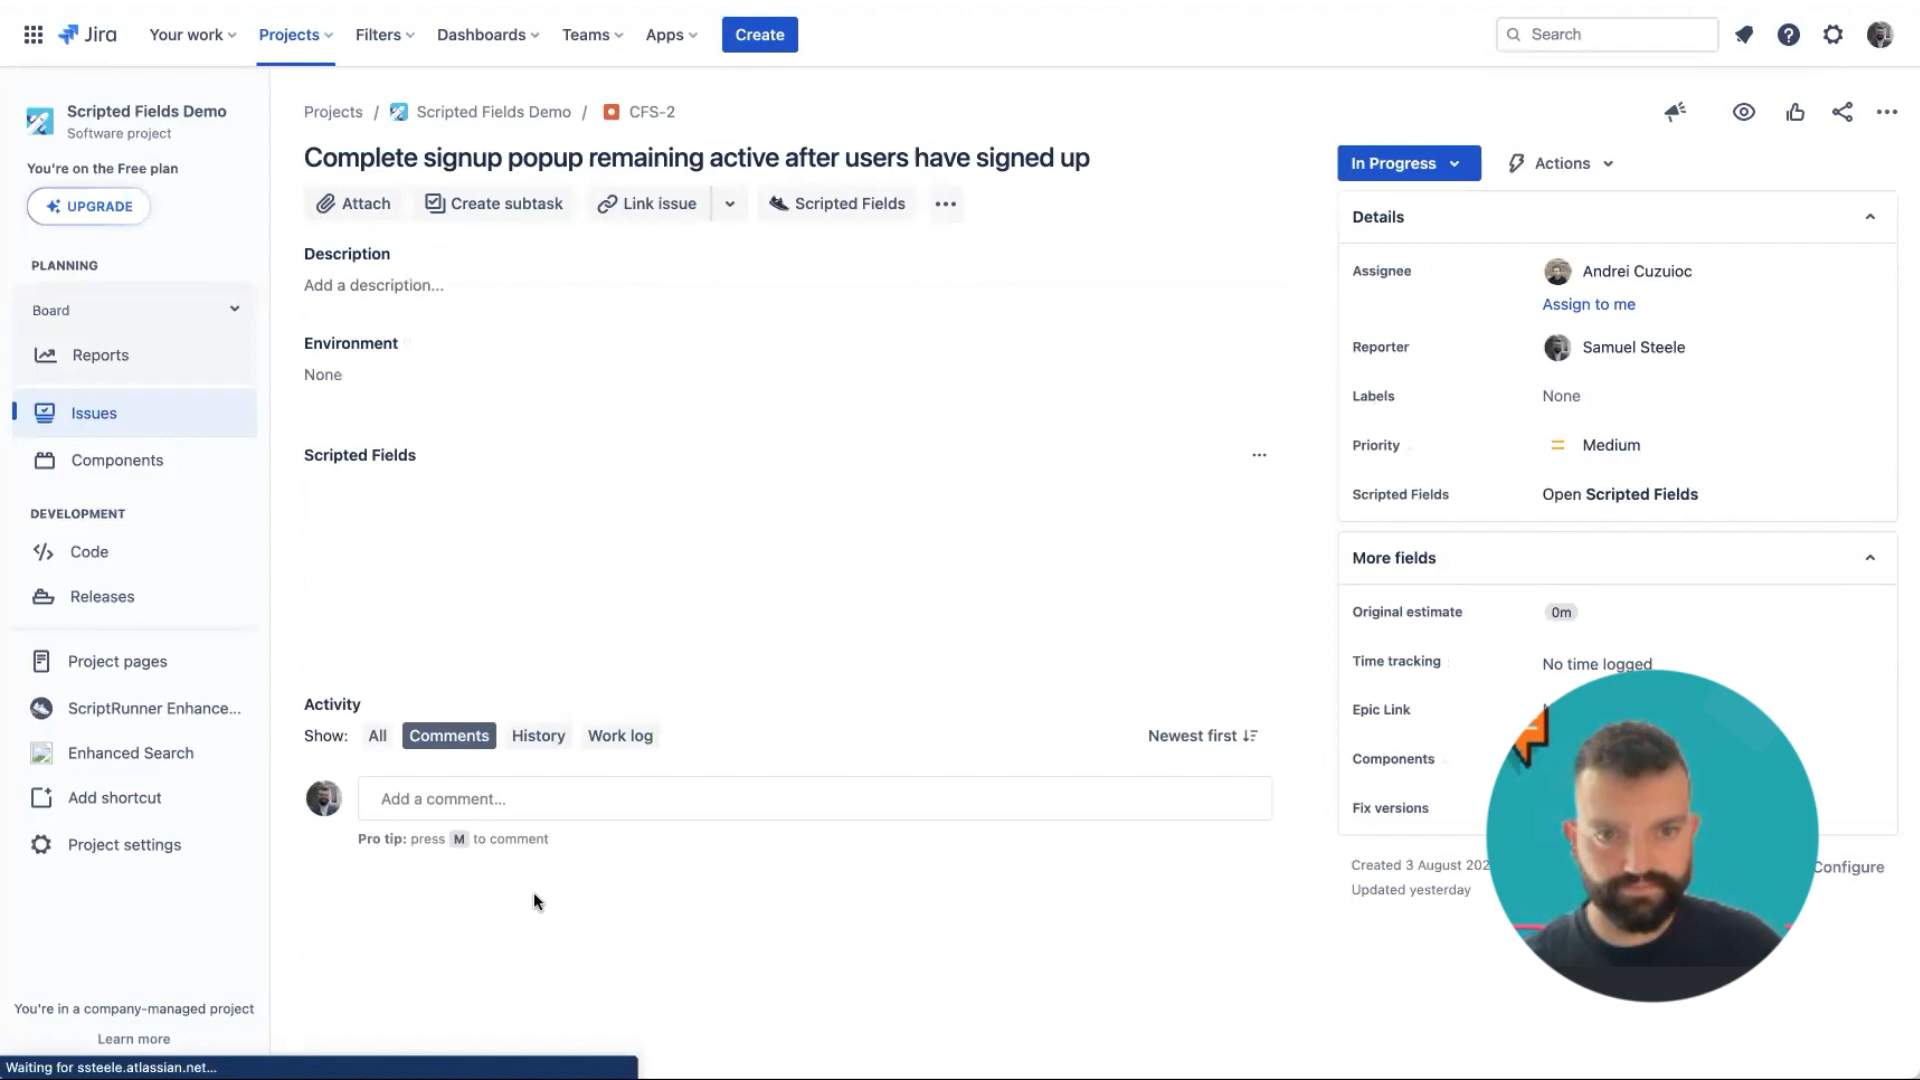 Jira
Your work
Projects
Filters
Dashboards
Teams
Apps
Create
Search
Scripted Fields Demo
Software project
You're on the Free plan
UPGRADE
PLANNING
Board
Reports
Issues
Components
DEVELOPMENT
Code
Releases
Project pages
ScriptRunner Enhance...
Enhanced Search
Add shortcut
Project settings
You're in a company-managed project
Learn more
Waiting for ssteele.atlassian.net...
Projects / Scripted Fields Demo / CFS-2
Complete signup popup remaining active after users have signed up
Attach
Create subtask
Link issue
Scripted Fields
Description
Add a description...
Environment
None
Scripted Fields
Activity
Show: All Comments History Work log
Newest first
Add a comment...
Pro tip: press M to comment
In Progress
Actions
Details
Assignee
Andrei Cuzuioc
Assign to me
Reporter
Samuel Steele
Labels
None
Priority
Medium
Scripted Fields
Open Scripted Fields
More fields
Original estimate
0m
Time tracking
No time logged
Epic Link
Components
Fix versions
Created 3 August
Updated yesterday
Configure